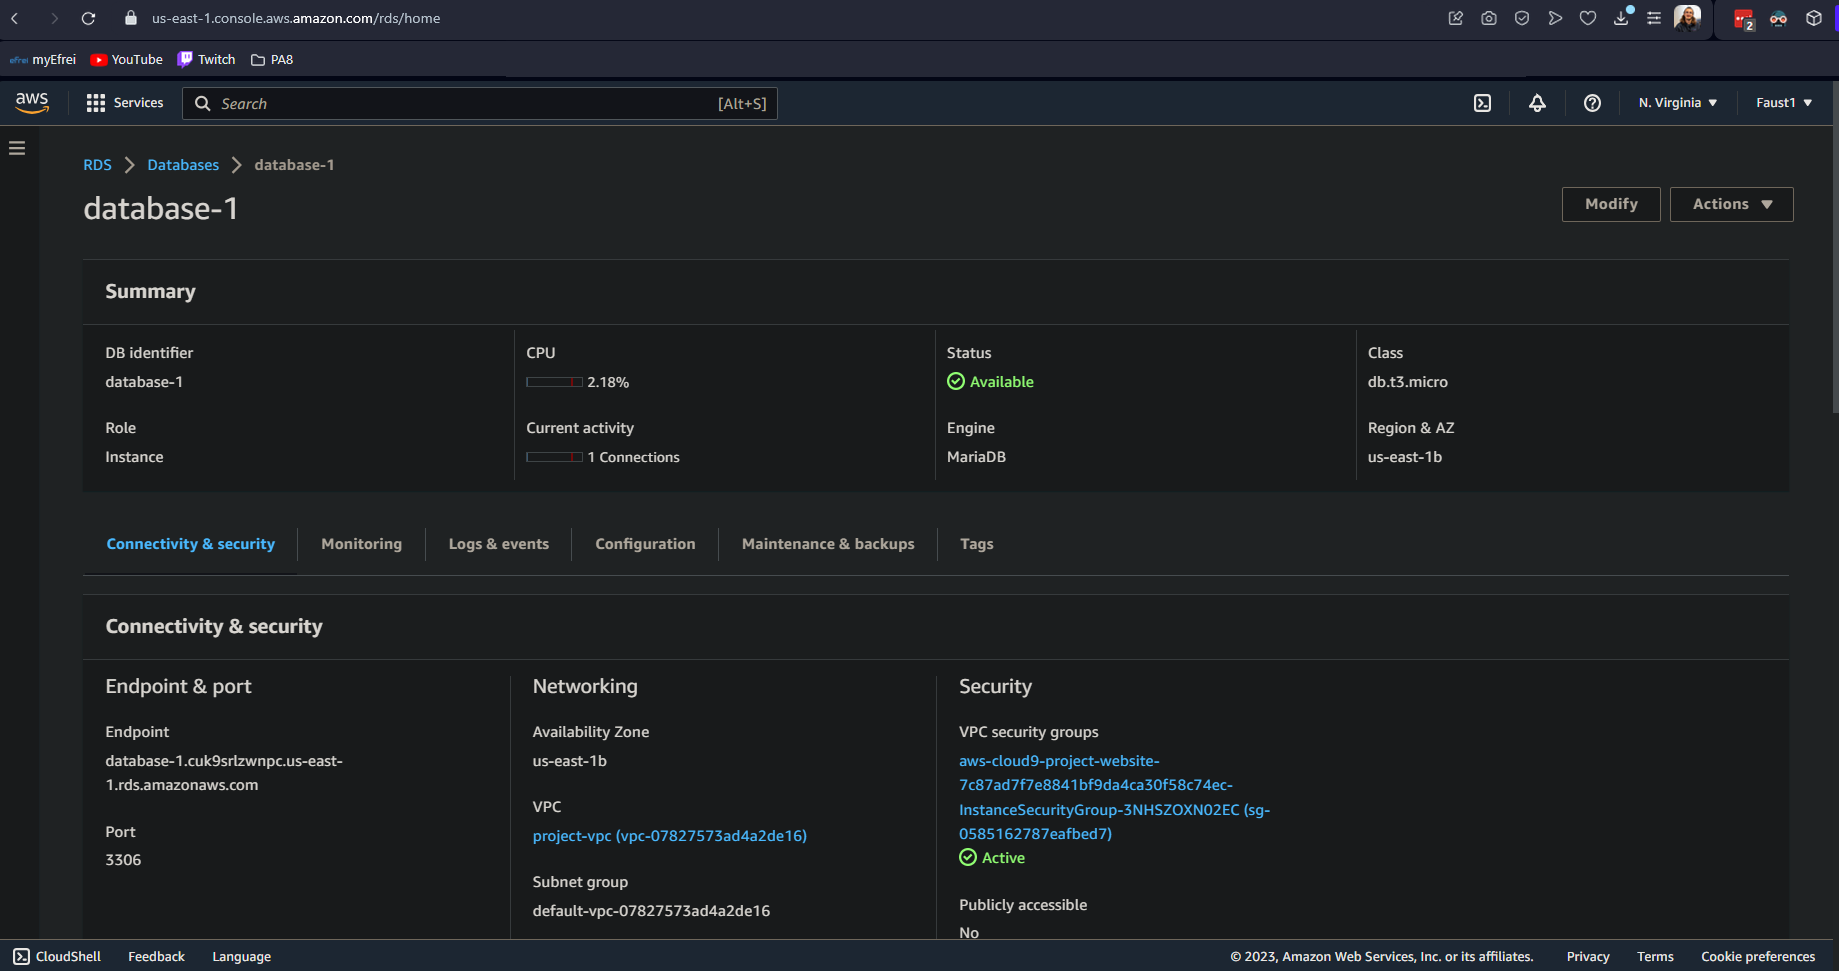 us-east-1.console.aws.amazon.com/rds/home
2
efrei myEfrei YouTube Twitch PA8
aws Services Search [Alt+S] N. Virginia Faust1
RDS Databases database-1
database-1
Modify Actions
Summary
DB identifier CPU Status Class
database-1 2.18% Available db.t3.micro
Role Current activity Engine Region & AZ
Instance 1 Connections MariaDB us-east-1b
Connectivity & security Monitoring Logs & events Configuration Maintenance & backups Tags
Connectivity & security
Endpoint & port
Endpoint
database-1.cuk9srlzwnpc.us-east-
1.rds.amazonaws.com
Port
3306
Networking
Availability Zone
us-east-1b
VPC
project-vpc (vpc-07827573ad4a2de16)
Subnet group
default-vpc-07827573ad4a2de16
Security
VPC security groups
aws-cloud9-project-website-
7c87ad7f7e8841bf9da4ca30f58c74ec-
InstanceSecurityGroup-3NHSZOXN02EC (sg-
0585162787eafbed7)
Active
Publicly accessible
No
CloudShell Feedback Language © 2023, Amazon Web Services, Inc. or its affiliates. Privacy Terms Cookie preferences